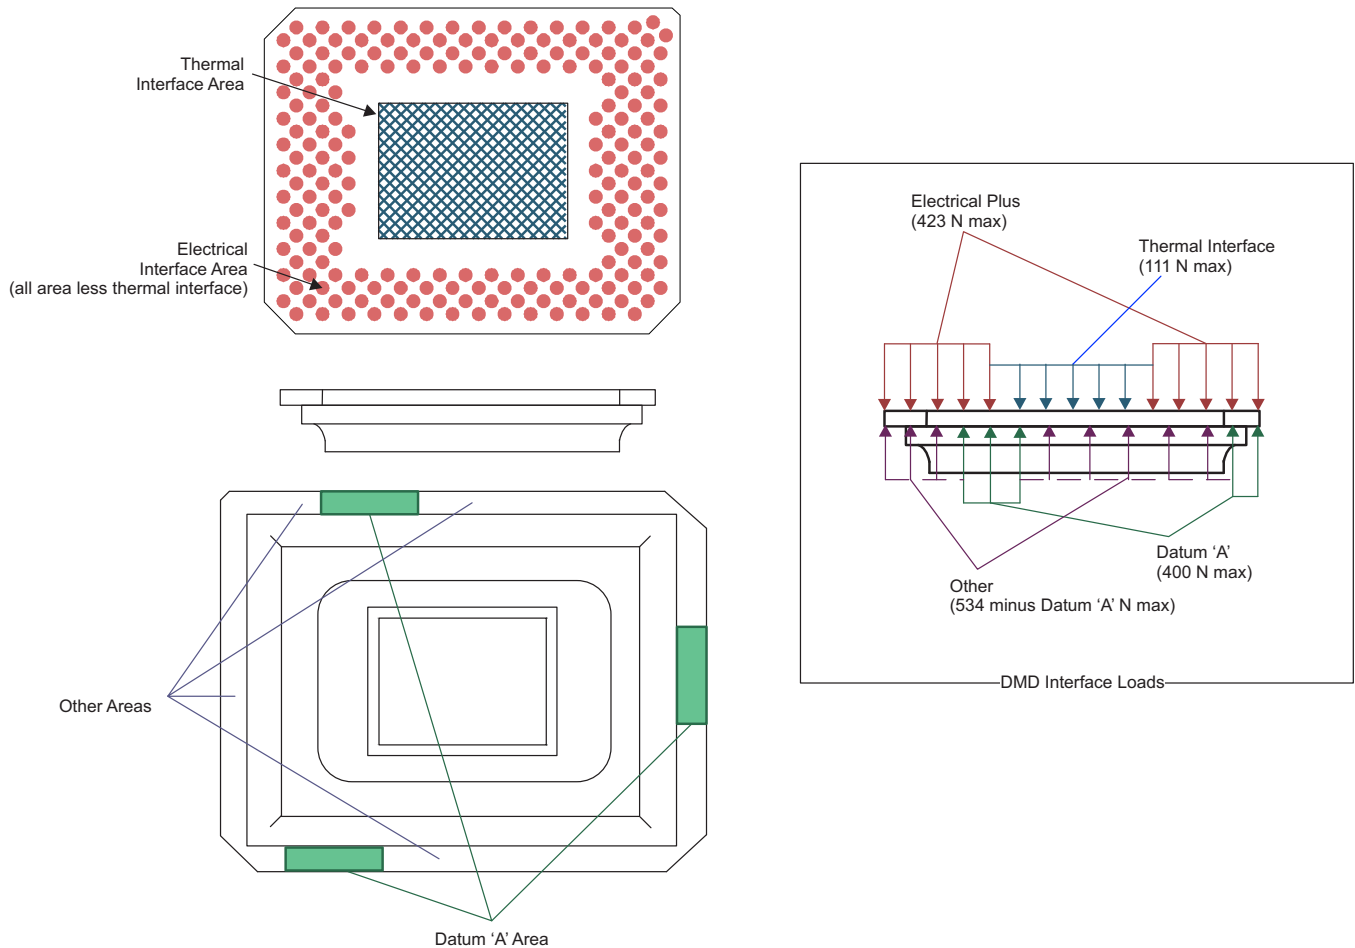 Thermal
Interface Area
Electrical
Interface Area
(all area less thermal interface)
Electrical Plus
(423 N max)
Thermal Interface
(111 N max)
Datum ‘A’
(400 N max)
Other
(534 minus Datum ‘A’ N max)
DMD Interface Loads
Other Areas
Datum ‘A’ Area